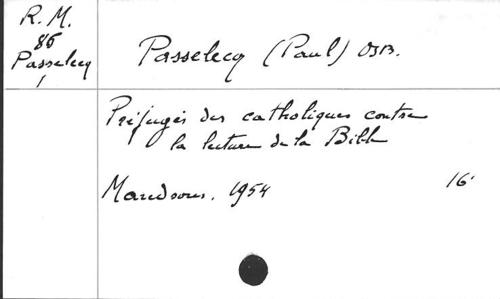 R. M.
86
Passelecq
1
Passelecq (Paul) OSB.
Préjugés des catholiques contre
la lecture de la Bible
Maredsous. 1954
16°